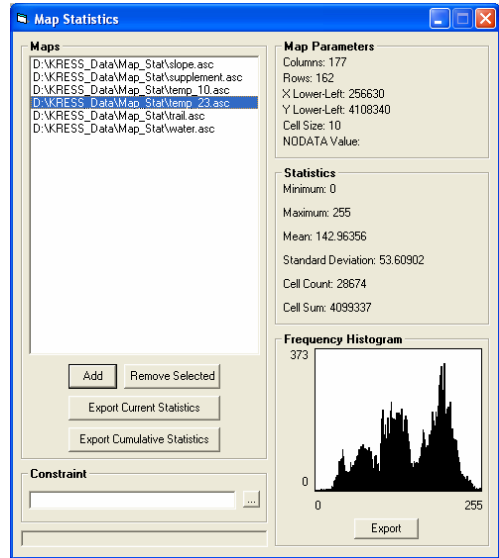 Map Statistics
Maps
D:\KRESS_Data\Map_Stat\slope.asc
D:\KRESS_Data\Map_Stat\supplement.asc
D:\KRESS_Data\Map_Stat\temp_10.asc
D:\KRESS_Data\Map_Stat\temp_23.asc
D:\KRESS_Data\Map_Stat\trail.asc
D:\KRESS_Data\Map_Stat\water.asc
Add
Remove Selected
Export Current Statistics
Export Cumulative Statistics
Constraint
...
Map Parameters
Columns: 177
Rows: 162
X Lower-Left: 256630
Y Lower-Left: 4108340
Cell Size: 10
NODATA Value:
Statistics
Minimum: 0
Maximum: 255
Mean: 142.96356
Standard Deviation: 53.60902
Cell Count: 28674
Cell Sum: 4099337
Frequency Histogram
373
0
0 255
Export